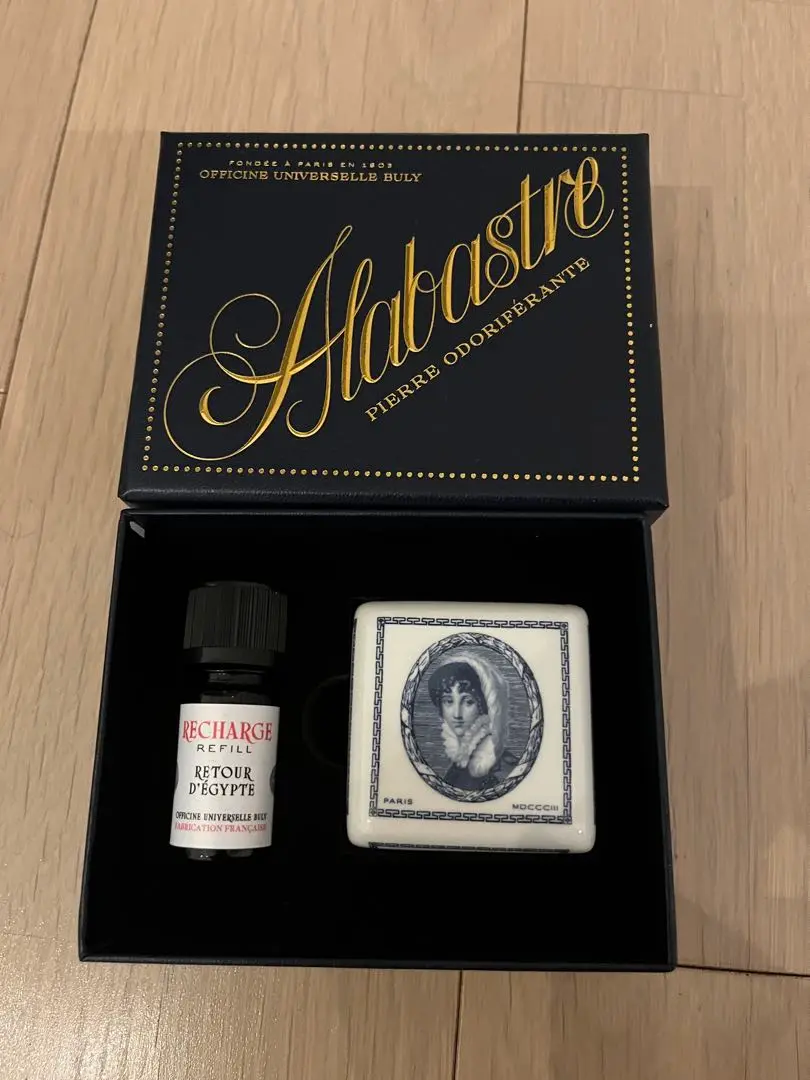 FONDÉE À PARIS EN 1803
OFFICINE UNIVERSELLE BULY
Alabastre
PIERRE ODORIFÉRANTE
RECHARGE
REFILL
RETOUR
D'ÉGYPTE
OFFICINE UNIVERSELLE BULY
FABRICATION FRANÇAISE
PARIS
MDCCCIII